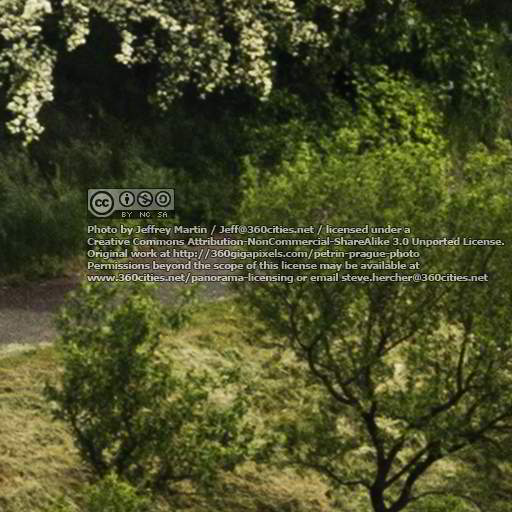 cc
BY NC SA
Photo by Jeffrey Martin / Jeff@360cities.net / licensed under a
Creative Commons Attribution-NonCommercial-ShareAlike 3.0 Unported License.
Original work at http://360gigapixels.com/petrin-prague-photo
Permissions beyond the scope of this license may be available at
www.360cities.net/panorama-licensing or email steve.hercher@360cities.net